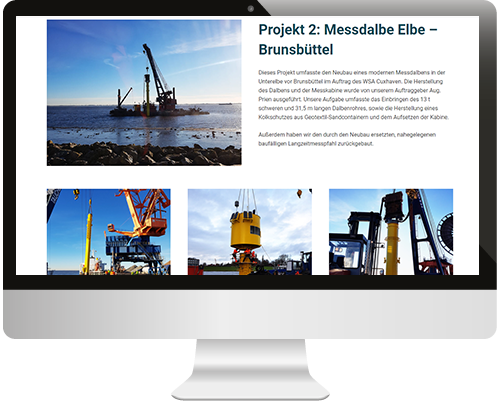 Projekt 2: Messdalbe Elbe –
Brunsbüttel
Dieses Projekt umfasste den Neubau eines modernen Messdalbens in der
Unterelbe vor Brunsbüttel im Auftrag des WSA Cuxhaven. Die Herstellung
des Dalbens und der Messkabine wurde von unserem Auftraggeber Aug.
Prien ausgeführt. Unsere Aufgabe umfasste das Einbringen des 13 t
schweren und 31,5 m langen Dalbenrohres, sowie die Herstellung eines
Kolkschutzes aus Geotextil-Sandcontainern und dem Aufsetzen der Kabine.
Außerdem haben wir den durch den Neubau ersetzten, nahegelegenen
baufälligen Langzeitmesspfahl zurückgebaut.